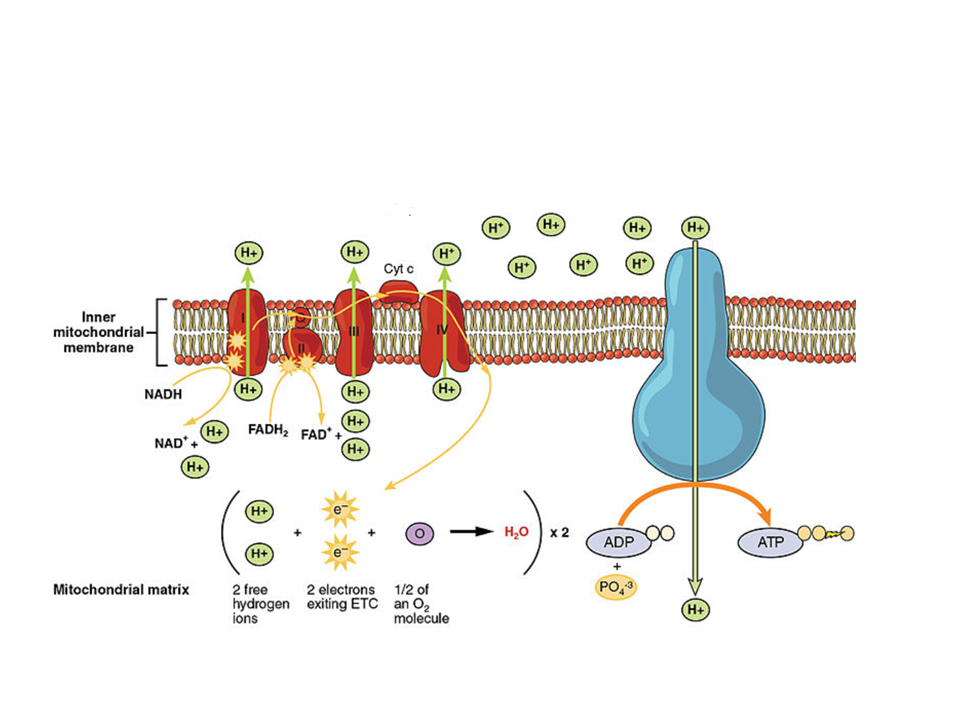 H+
H+
H+
H+
H⁺
H+
H+
H⁺
Cyt c
H⁺
H⁺
H⁺
Inner
mitochondrial
membrane
I
Q
II
III
IV
NADH
H+
H+
H+
NAD⁺ +
H+
H+
FADH₂
FAD⁺ +
H+
H+
H+
H+
+
e⁻
e⁻
+
O
H₂O
x 2
ADP
+
PO₄⁻³
ATP
Mitochondrial matrix
2 free
hydrogen
ions
2 electrons
exiting ETC
1/2 of
an O₂
molecule
H+